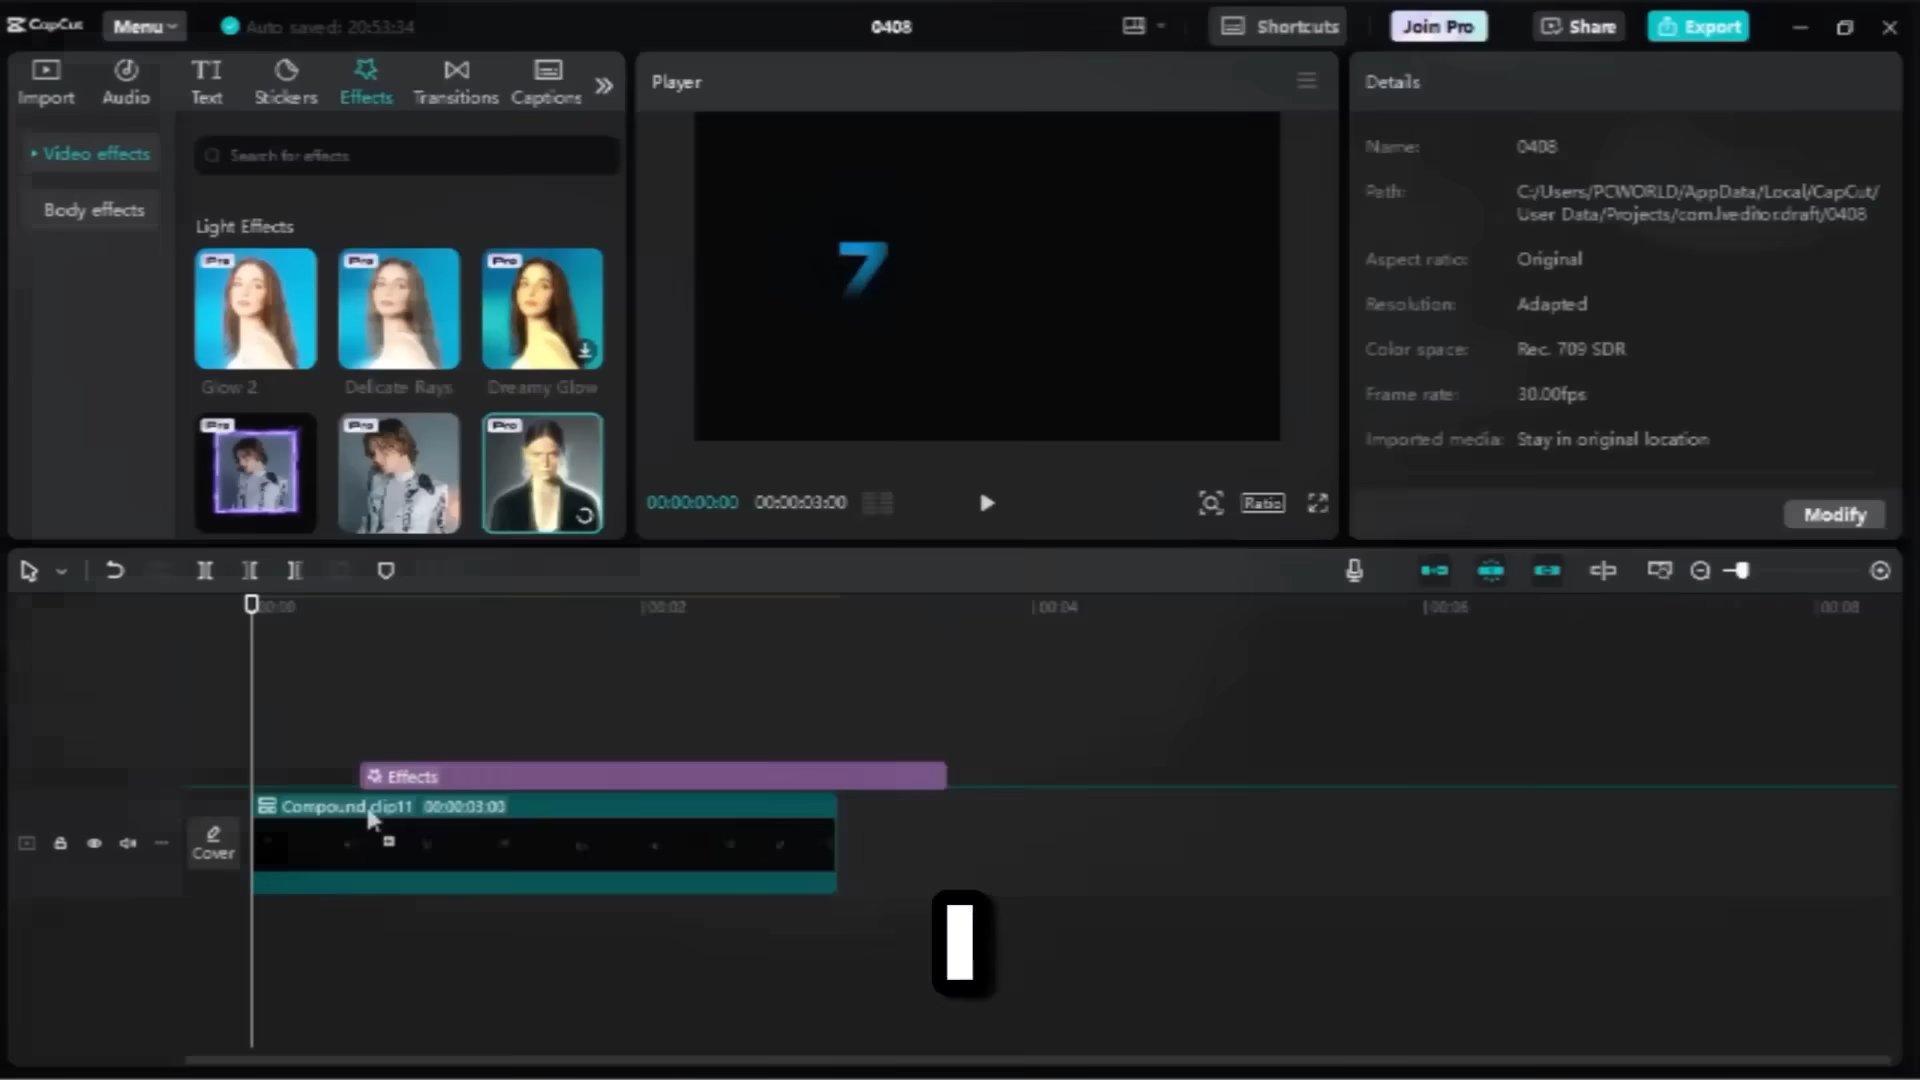 CapCut
Menu
Auto saved: 20:53:34
0408
Shortcuts
Join Pro
Share
Export
Import
Audio
TI
Text
Stickers
Effects
Transitions
Captions
Video effects
Body effects
Search for effects
Light Effects
Pro
Pro
Pro
Glow 2
Delicate Rays
Dreamy Glow
Pro
Pro
Pro
Player
7
00:00:00:00
00:00:03:00
Ratio
Details
Name:
0408
Path:
C:/Users/PCWORLD/AppData/Local/CapCut/
User Data/Projects/com.lveditor.draft/0408
Aspect ratio:
Original
Resolution:
Adapted
Color space:
Rec. 709 SDR
Frame rate:
30.00fps
Imported media:
Stay in original location
Modify
00:00
00:02
00:04
00:06
00:08
Effects
Compound clip11 00:00:03:00
Cover
I